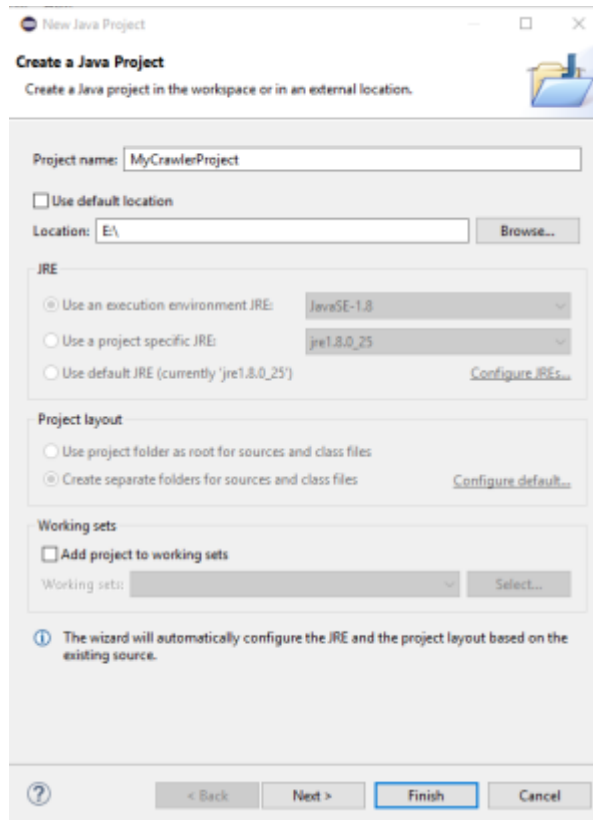 New Java Project
Create a Java Project
Create a Java project in the workspace or in an external location.
Project name: MyCrawlerProject
Use default location
Location: E:\ Browse...
JRE
Use an execution environment JRE: JavaSE-1.8
Use a project specific JRE: jre1.8.0_25
Use default JRE (currently 'jre1.8.0_25') Configure JREs...
Project layout
Use project folder as root for sources and class files
Create separate folders for sources and class files Configure default...
Working sets
Add project to working sets
Working sets: Select...
The wizard will automatically configure the JRE and the project layout based on the
existing source.
? < Back Next > Finish Cancel